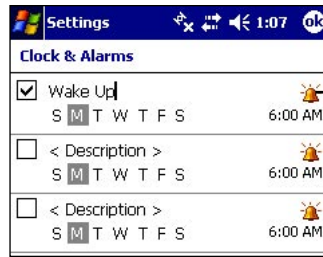 Settings 1:07 ok
Clock & Alarms
Wake Up
S M T W T F S 6:00 AM
< Description >
S M T W T F S 6:00 AM
< Description >
S M T W T F S 6:00 AM